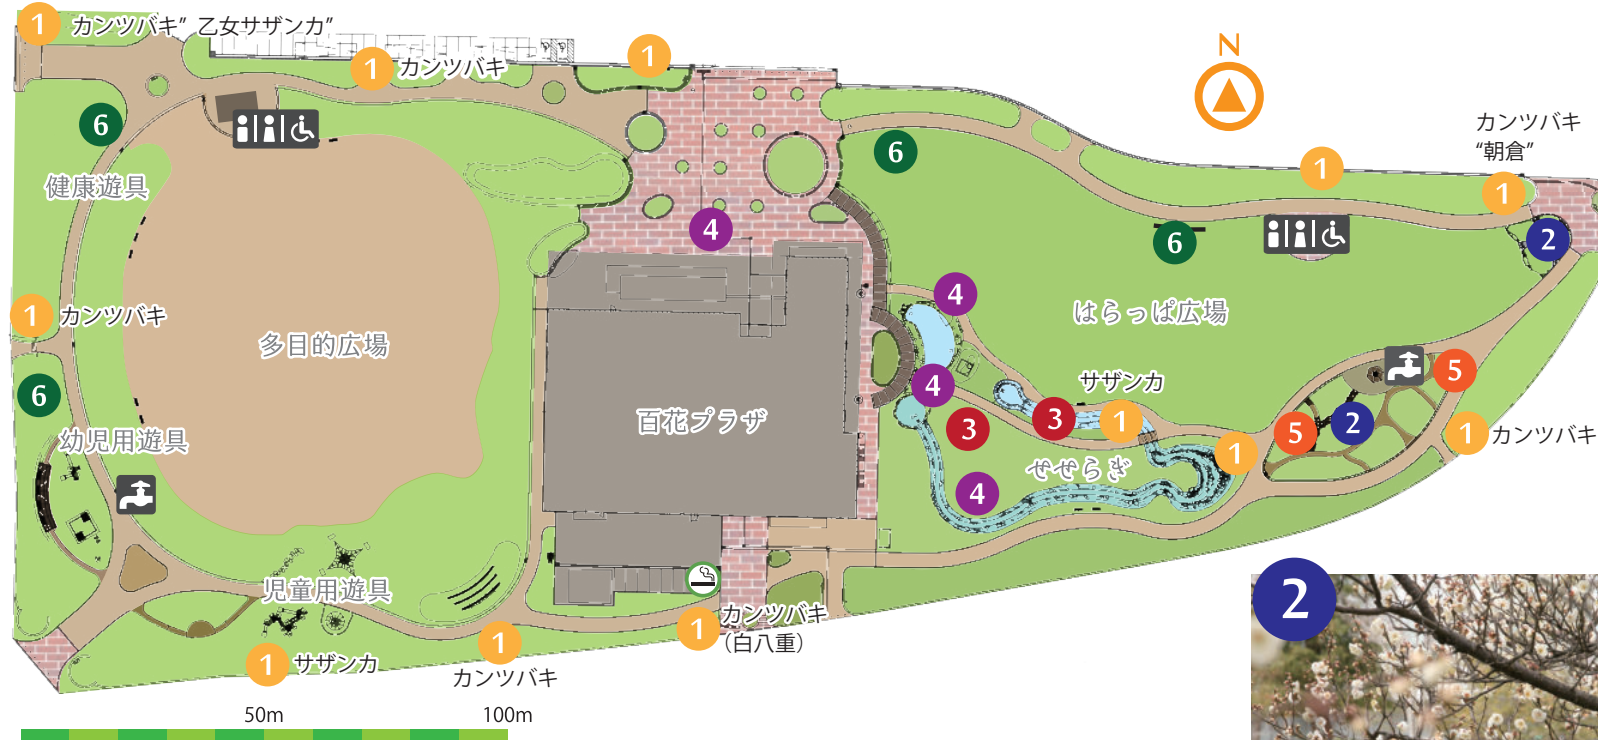 1 カンツバキ” 乙女サザンカ”
1 カンツバキ
1
N
カンツバキ
“朝倉”
6
6
1
1
健康遊具
4
6
2
4
はらっぱ広場
1 カンツバキ
多目的広場
サザンカ
5
6
4
3
3
1
百花プラザ
5
2
1 カンツバキ
幼児用遊具
1
せせらぎ
4
児童用遊具
2
1 カンツバキ
(白八重)
1
カンツバキ
1 サザンカ
50m
100m